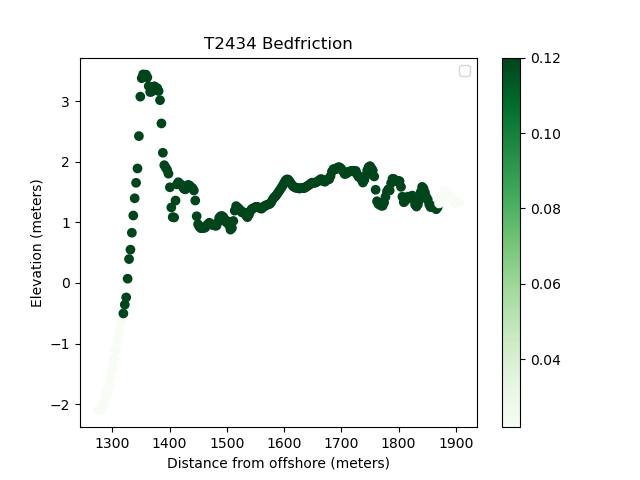 T2434 Bedfriction
Elevation (meters)
3
2
1
0
−1
−2
1300 1400 1500 1600 1700 1800 1900
Distance from offshore (meters)
0.12
0.10
0.08
0.06
0.04